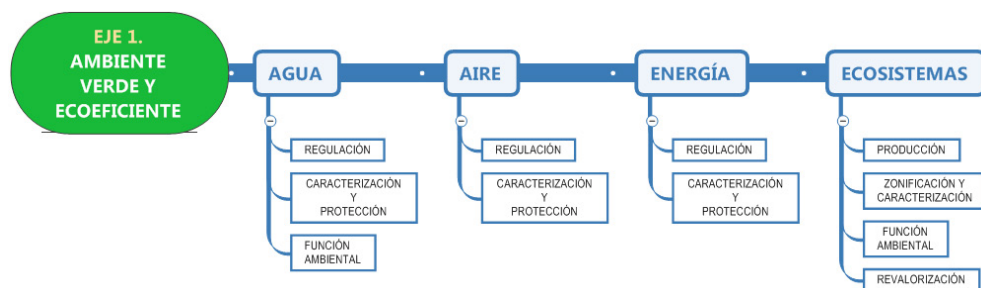 EJE 1.
AMBIENTE
VERDE Y
ECOEFICIENTE
AGUA
REGULACIÓN
CARACTERIZACIÓN
Y
PROTECCIÓN
FUNCIÓN
AMBIENTAL
AIRE
REGULACIÓN
CARACTERIZACIÓN
Y
PROTECCIÓN
ENERGÍA
REGULACIÓN
CARACTERIZACIÓN
Y
PROTECCIÓN
ECOSISTEMAS
PRODUCCIÓN
ZONIFICACIÓN Y
CARACTERIZACIÓN
FUNCIÓN
AMBIENTAL
REVALORIZACIÓN